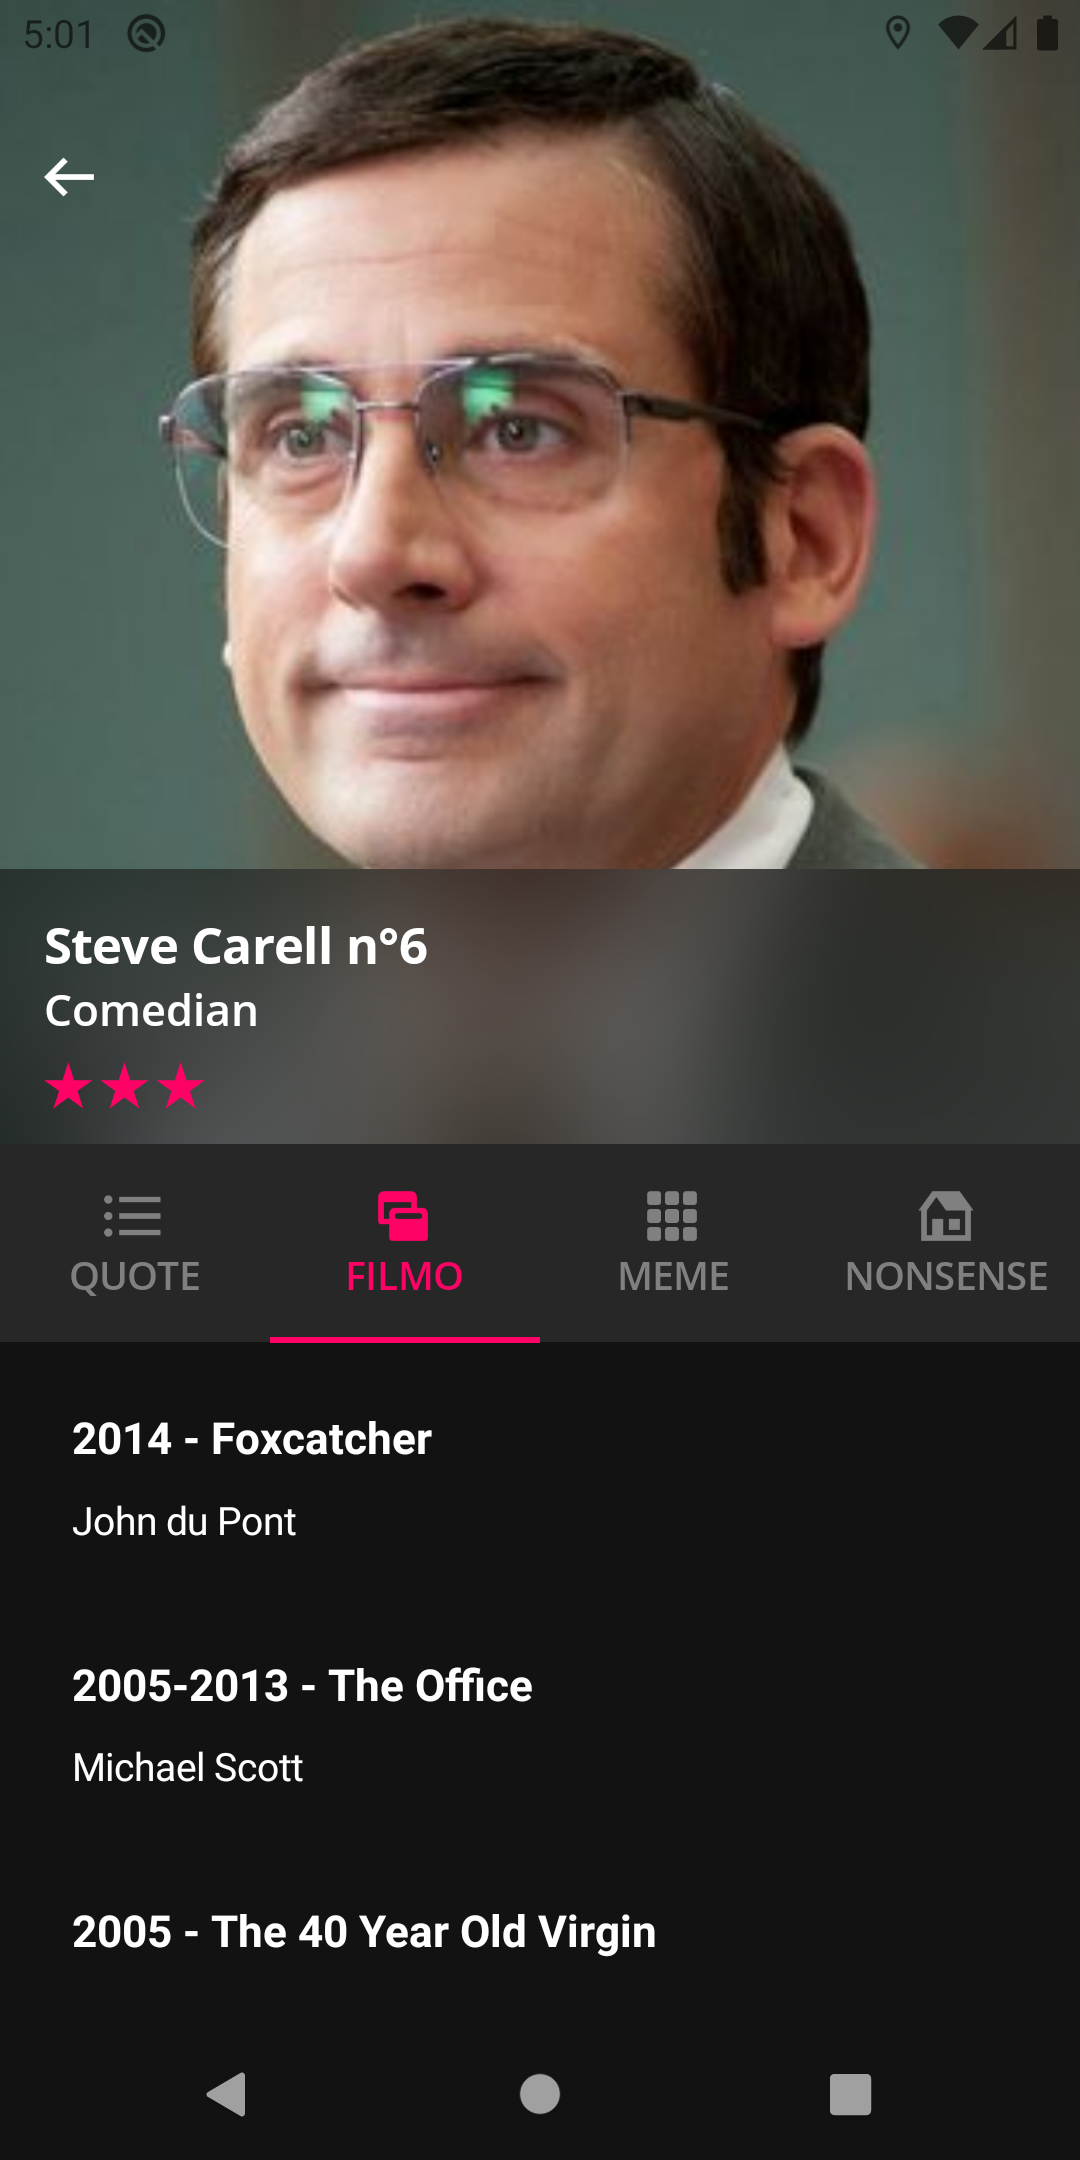 5:01
Steve Carell n°6
Comedian
QUOTE
FILMO
MEME
NONSENSE
2014 - Foxcatcher
John du Pont
2005-2013 - The Office
Michael Scott
2005 - The 40 Year Old Virgin